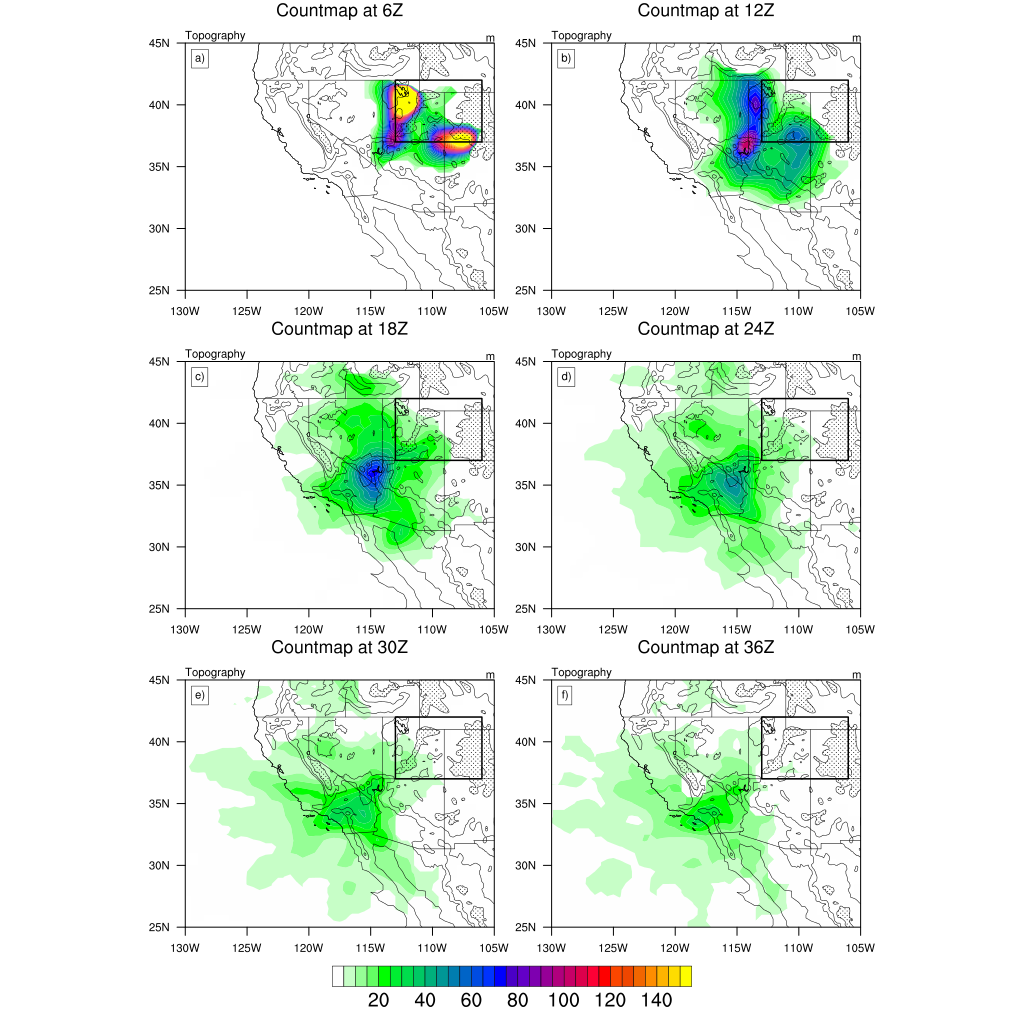 Countmap at 6Z
Topography
m
a)
45N
40N
35N
30N
25N
130W 125W 120W 115W 110W 105W
Countmap at 12Z
Topography
m
b)
45N
40N
35N
30N
25N
130W 125W 120W 115W 110W 105W
Countmap at 18Z
Topography
m
c)
45N
40N
35N
30N
25N
130W 125W 120W 115W 110W 105W
Countmap at 24Z
Topography
m
d)
45N
40N
35N
30N
25N
130W 125W 120W 115W 110W 105W
Countmap at 30Z
Topography
m
e)
45N
40N
35N
30N
25N
130W 125W 120W 115W 110W 105W
Countmap at 36Z
Topography
m
f)
45N
40N
35N
30N
25N
130W 125W 120W 115W 110W 105W
20 40 60 80 100 120 140